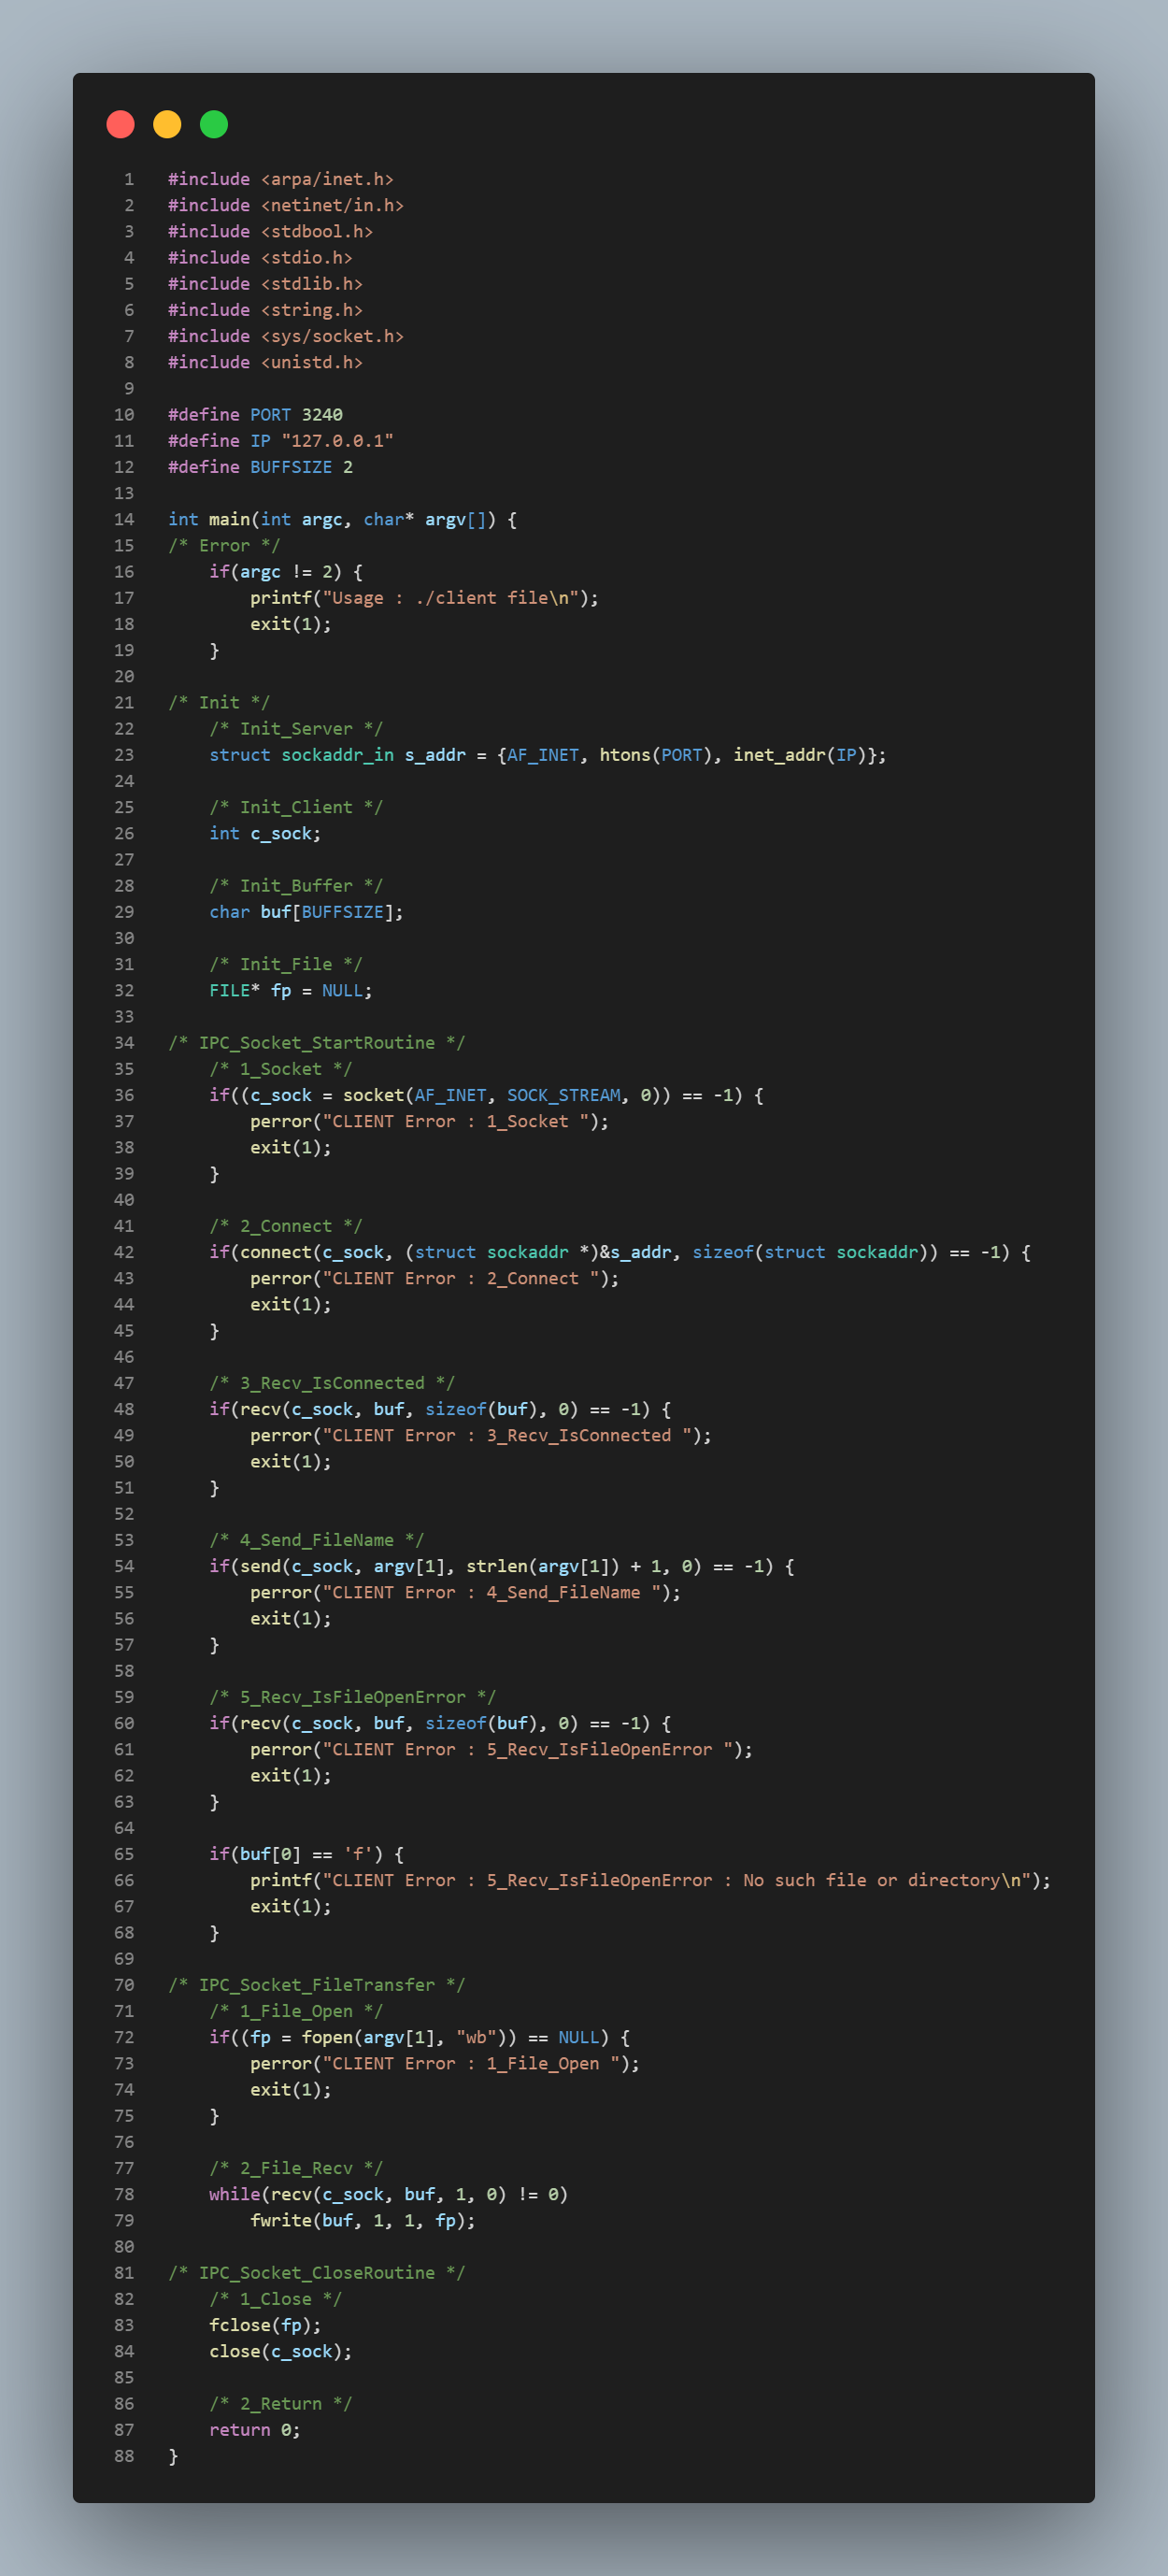 1 #include <arpa/inet.h>
2 #include <netinet/in.h>
3 #include <stdbool.h>
4 #include <stdio.h>
5 #include <stdlib.h>
6 #include <string.h>
7 #include <sys/socket.h>
8 #include <unistd.h>
9
10 #define PORT 3240
11 #define IP "127.0.0.1"
12 #define BUFFSIZE 2
13
14 int main(int argc, char* argv[]) {
15 /* Error */
16     if(argc != 2) {
17         printf("Usage : ./client file\n");
18         exit(1);
19     }
20
21 /* Init */
22     /* Init_Server */
23     struct sockaddr_in s_addr = {AF_INET, htons(PORT), inet_addr(IP)};
24
25     /* Init_Client */
26     int c_sock;
27
28     /* Init_Buffer */
29     char buf[BUFFSIZE];
30
31     /* Init_File */
32     FILE* fp = NULL;
33
34 /* IPC_Socket_StartRoutine */
35     /* 1_Socket */
36     if((c_sock = socket(AF_INET, SOCK_STREAM, 0)) == -1) {
37         perror("CLIENT Error : 1_Socket ");
38         exit(1);
39     }
40
41     /* 2_Connect */
42     if(connect(c_sock, (struct sockaddr *)&s_addr, sizeof(struct sockaddr)) == -1) {
43         perror("CLIENT Error : 2_Connect ");
44         exit(1);
45     }
46
47     /* 3_Recv_IsConnected */
48     if(recv(c_sock, buf, sizeof(buf), 0) == -1) {
49         perror("CLIENT Error : 3_Recv_IsConnected ");
50         exit(1);
51     }
52
53     /* 4_Send_FileName */
54     if(send(c_sock, argv[1], strlen(argv[1]) + 1, 0) == -1) {
55         perror("CLIENT Error : 4_Send_FileName ");
56         exit(1);
57     }
58
59     /* 5_Recv_IsFileOpenError */
60     if(recv(c_sock, buf, sizeof(buf), 0) == -1) {
61         perror("CLIENT Error : 5_Recv_IsFileOpenError ");
62         exit(1);
63     }
64
65     if(buf[0] == 'f') {
66         printf("CLIENT Error : 5_Recv_IsFileOpenError : No such file or directory\n");
67         exit(1);
68     }
69
70 /* IPC_Socket_FileTransfer */
71     /* 1_File_Open */
72     if((fp = fopen(argv[1], "wb")) == NULL) {
73         perror("CLIENT Error : 1_File_Open ");
74         exit(1);
75     }
76
77     /* 2_File_Recv */
78     while(recv(c_sock, buf, 1, 0) != 0)
79         fwrite(buf, 1, 1, fp);
80
81 /* IPC_Socket_CloseRoutine */
82     /* 1_Close */
83     fclose(fp);
84     close(c_sock);
85
86     /* 2_Return */
87     return 0;
88 }